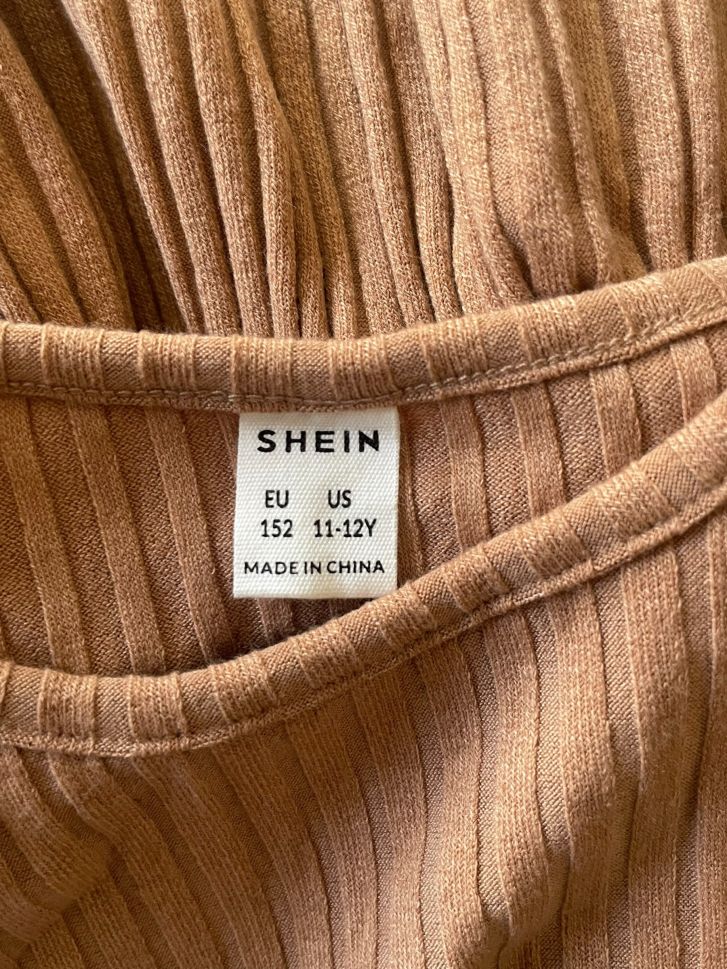 SHEIN
EU US
152 11-12Y
MADE IN CHINA